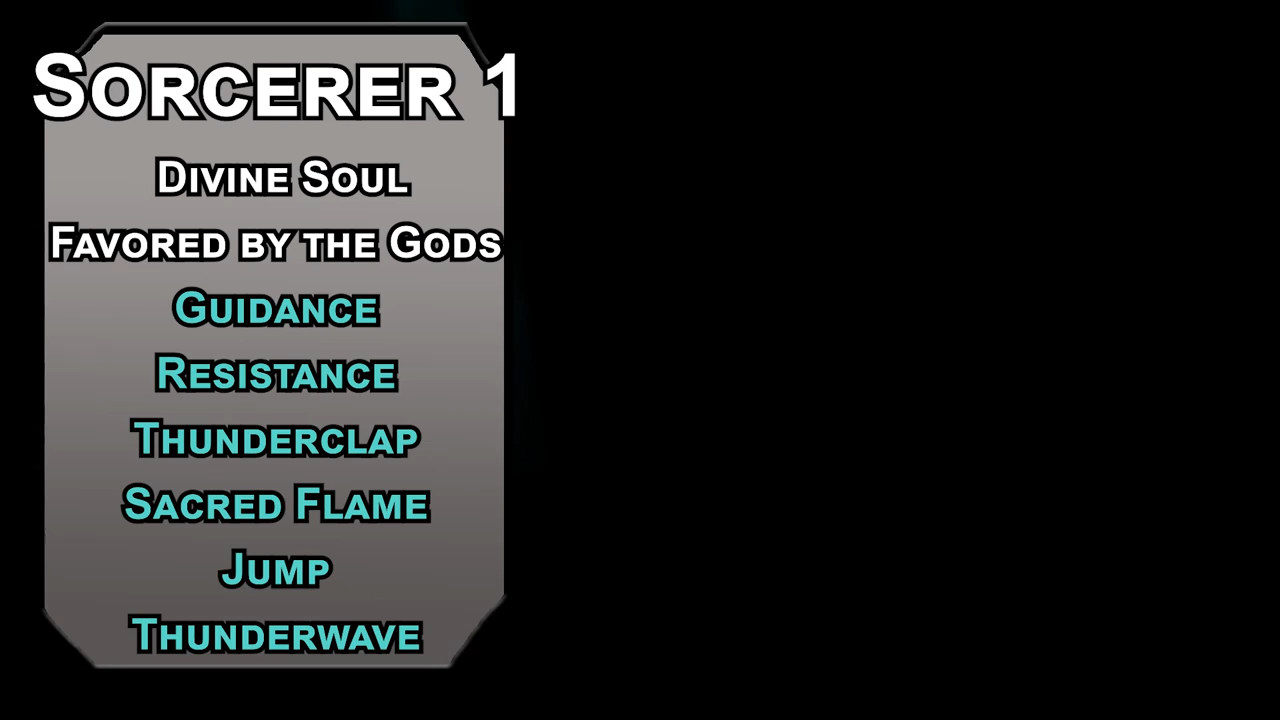 Sorcerer 1
Divine Soul
Favored by the Gods
Guidance
Resistance
Thunderclap
Sacred Flame
Jump
Thunderwave